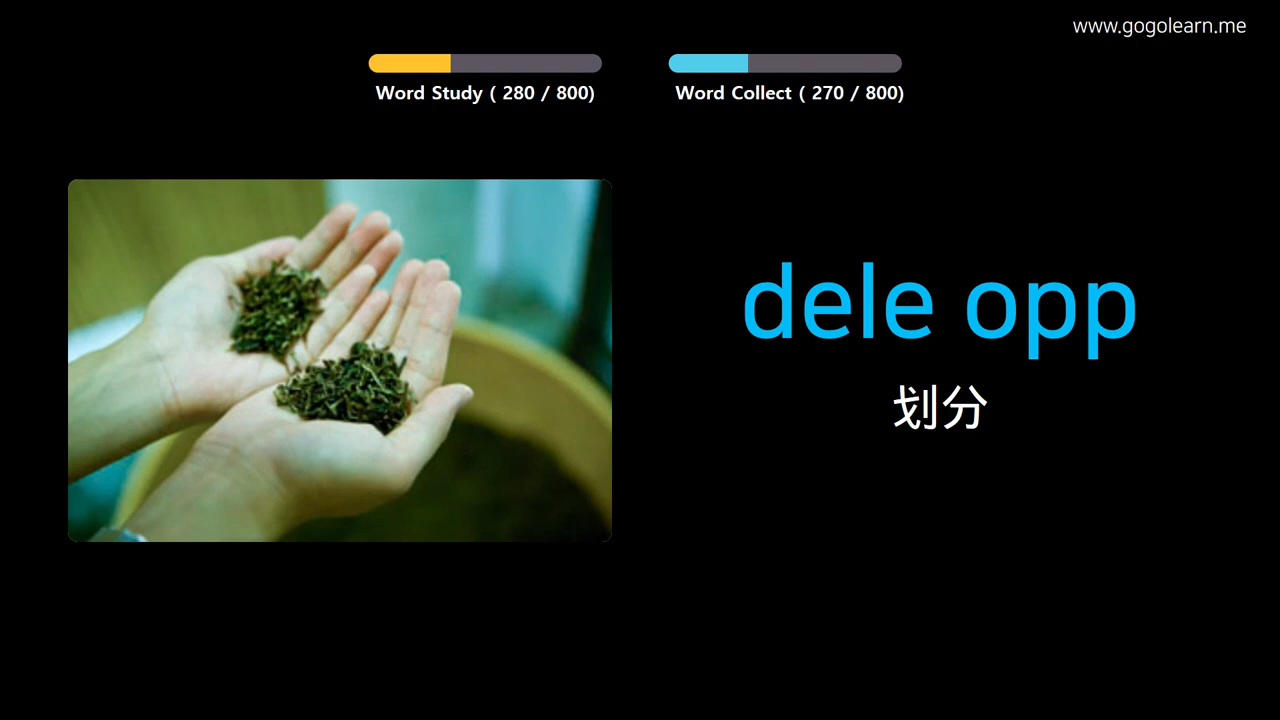 www.gogolearn.me
Word Study ( 280 / 800)
Word Collect ( 270 / 800)
dele opp
划分